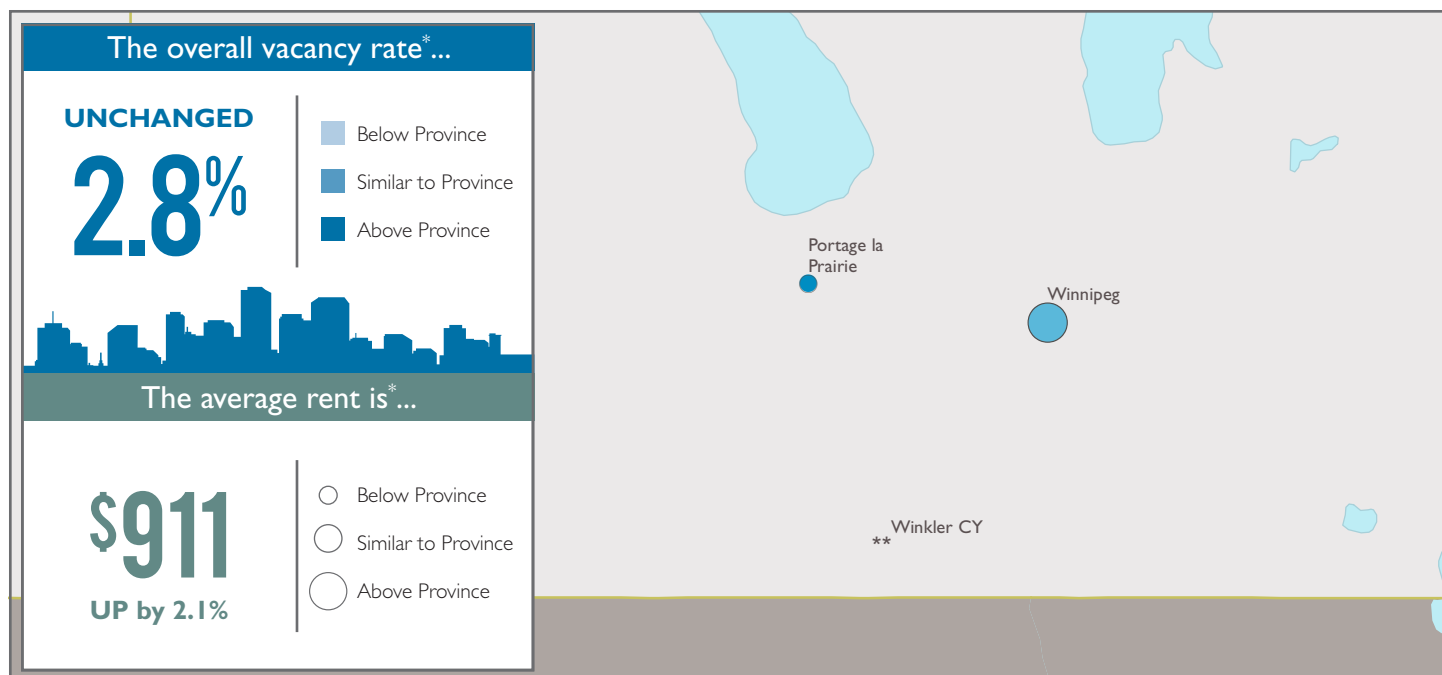 The overall vacancy rate*...
UNCHANGED
2.8%
Below Province
Similar to Province
Above Province
The average rent is*...
$911
UP by 2.1%
Below Province
Similar to Province
Above Province
Portage la
Prairie
Winnipeg
Winkler CY
**